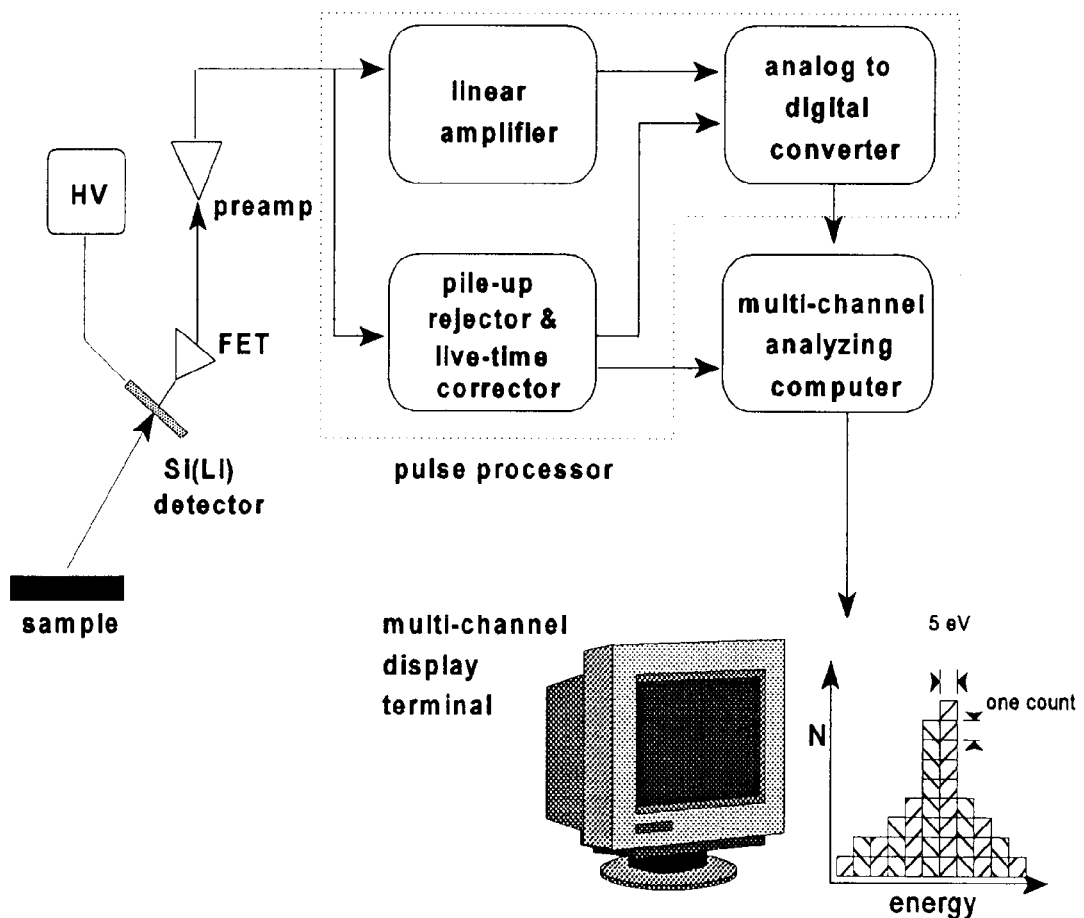 linear
amplifier
analog to
digital
converter
HV
preamp
pile-up
rejector &
live-time
corrector
multi-channel
analyzing
computer
FET
Si(Li)
detector
pulse processor
sample
multi-channel
display
terminal
5 eV
one count
N
energy